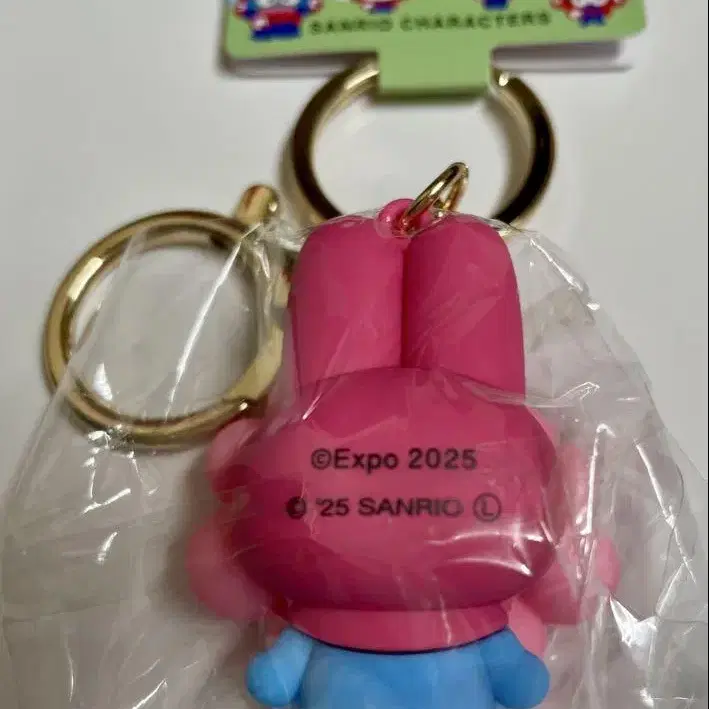 SANRIO CHARACTERS
©Expo 2025
© '25 SANRIO Ⓛ